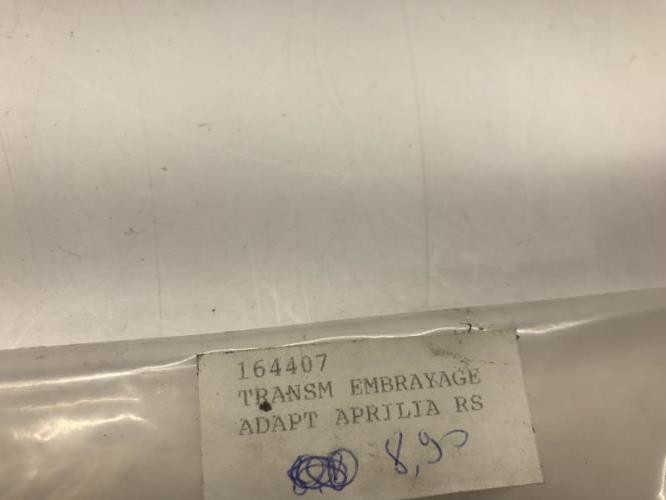 164407
TRANSM EMBRAYAGE
ADAPT APRILIA RS
8,90